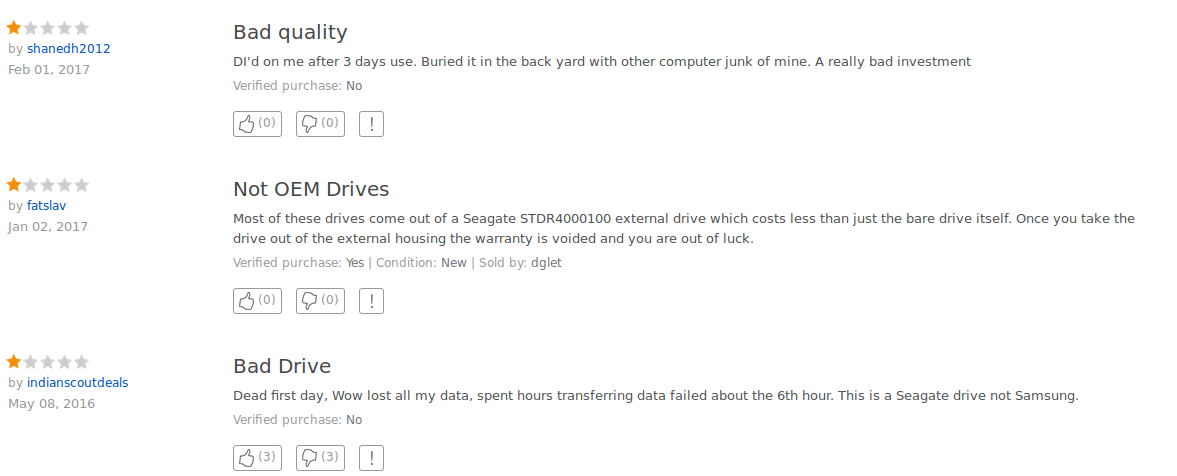 Bad quality
by shanedh2012
DI'd on me after 3 days use. Buried it in the back yard with other computer junk of mine. A really bad investment
Feb 01, 2017
Verified purchase: No
(0) (0) !
Not OEM Drives
by fatslav
Most of these drives come out of a Seagate STDR4000100 external drive which costs less than just the bare drive itself. Once you take the
Jan 02, 2017
drive out of the external housing the warranty is voided and you are out of luck.
Verified purchase: Yes | Condition: New | Sold by: dglet
(0) (0) !
Bad Drive
by indianscoutdeals
Dead first day, Wow lost all my data, spent hours transferring data failed about the 6th hour. This is a Seagate drive not Samsung.
May 08, 2016
Verified purchase: No
(3) (3) !